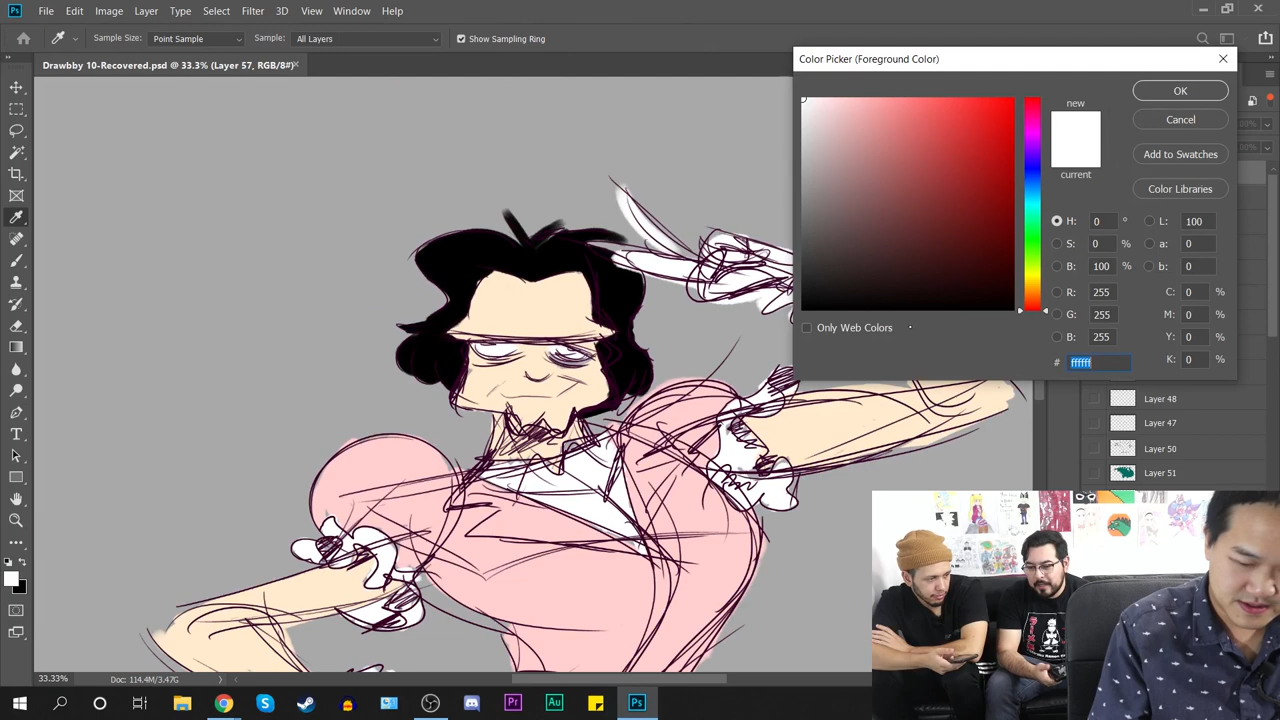 Ps File Edit Image Layer Type Select Filter 3D View Window Help
Sample Size: Point Sample Sample: All Layers Show Sampling Ring
Drawbby 10-Recovered.psd @ 33.3% (Layer 57, RGB/8#)
Color Picker (Foreground Color)
new
current
OK
Cancel
Add to Swatches
Color Libraries
H: 0 °
S: 0 %
B: 100 %
R: 255
G: 255
B: 255
# ffffff
L: 100
a: 0
b: 0
C: 0 %
M: 0 %
Y: 0 %
K: 0 %
Only Web Colors
Layer 48
Layer 47
Layer 50
Layer 51
33.33% Doc: 114.4M/3.47G
Pr Au Ps